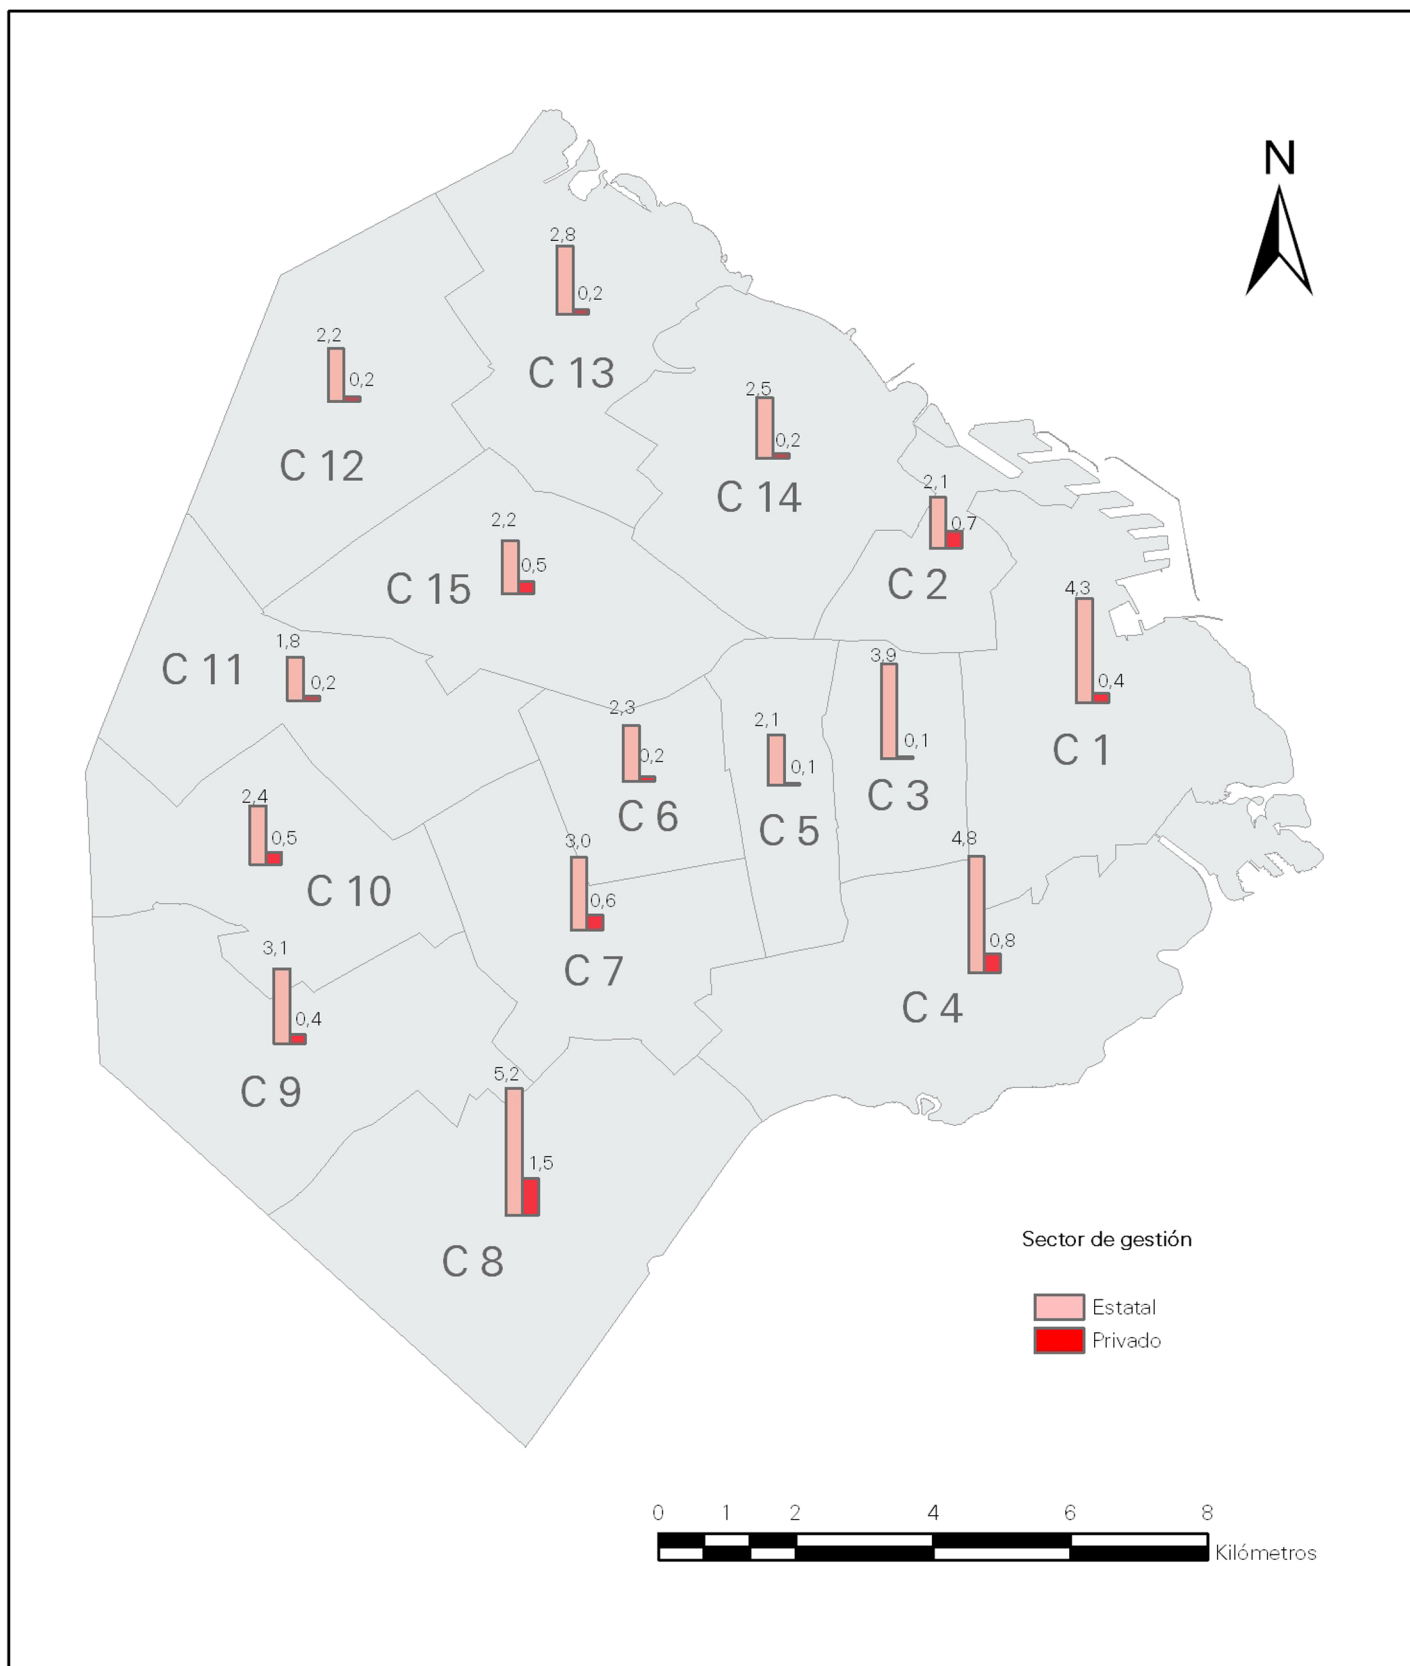 N
2,8
0,2
C 13
2,2
0,2
C 12
2,5
0,2
C 14
2,1
0,7
C 2
2,2
0,5
C 15
4,3
0,4
C 1
1,8
0,2
C 11
3,9
0,1
C 3
2,3
0,2
C 6
2,1
0,1
C 5
2,4
0,5
C 10
3,0
0,6
C 7
4,8
0,8
C 4
3,1
0,4
C 9
5,2
1,5
C 8
Sector de gestión
Estatal
Privado
0 1 2 4 6 8
Kilómetros